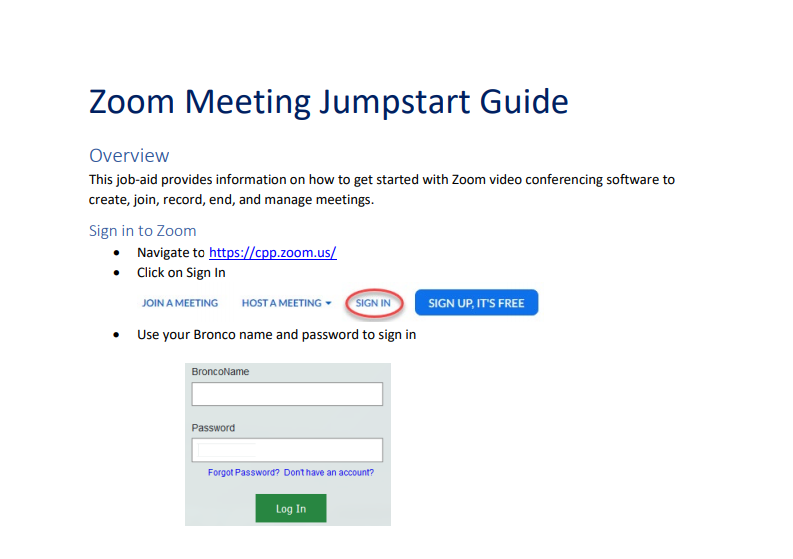 Zoom Meeting Jumpstart Guide
Overview
This job-aid provides information on how to get started with Zoom video conferencing software to
create, join, record, end, and manage meetings.
Sign in to Zoom
• Navigate to https://cpp.zoom.us/
• Click on Sign In
JOIN A MEETING HOST A MEETING SIGN IN SIGN UP, IT'S FREE
• Use your Bronco name and password to sign in
BroncoName
Password
Forgot Password? Don't have an account?
Log In